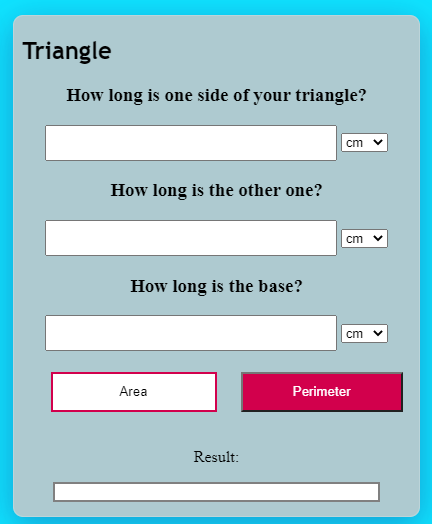 Triangle
How long is one side of your triangle?
cm
How long is the other one?
cm
How long is the base?
cm
Area Perimeter
Result: